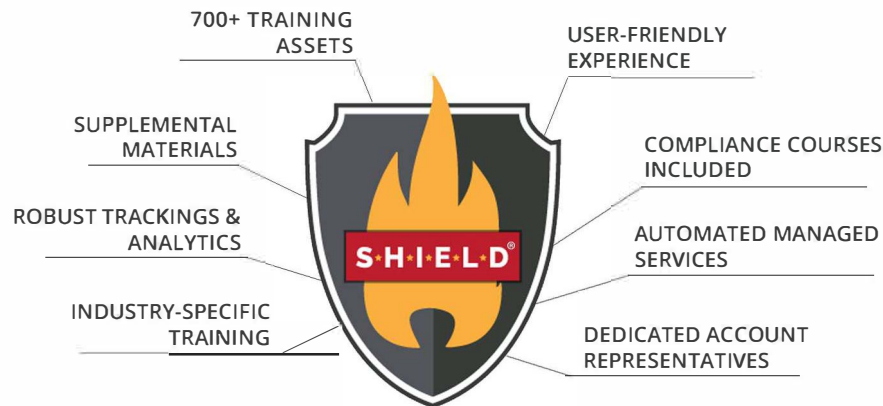 700+ TRAINING
ASSETS
SUPPLEMENTAL
MATERIALS
ROBUST TRACKINGS &
ANALYTICS
INDUSTRY-SPECIFIC
TRAINING
S★H★I★E★L★D®
USER-FRIENDLY
EXPERIENCE
COMPLIANCE COURSES
INCLUDED
AUTOMATED MANAGED
SERVICES
DEDICATED ACCOUNT
REPRESENTATIVES